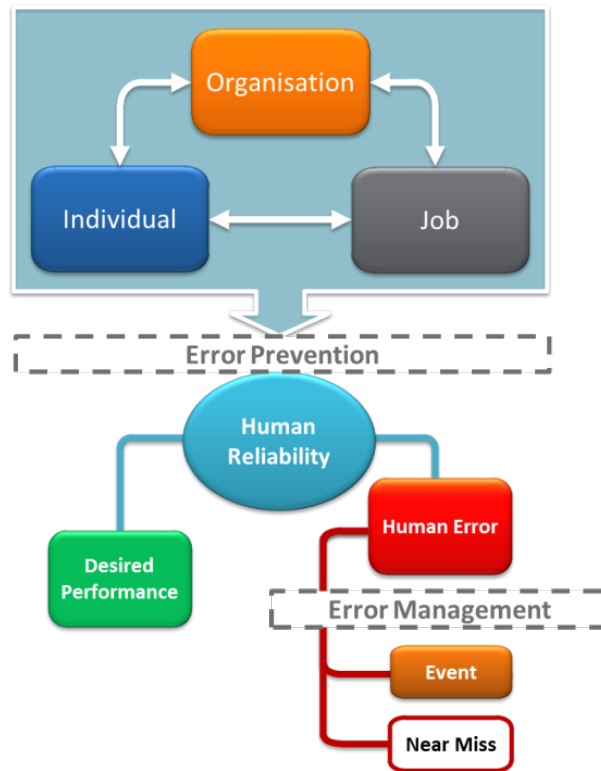 Organisation
Individual
Job
Error Prevention
Human
Reliability
Human Error
Desired
Performance
Error Management
Event
Near Miss